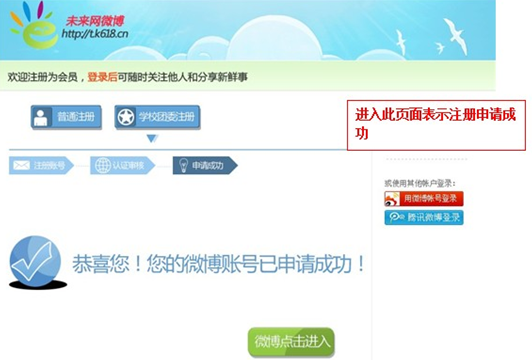 未来网微博
http://t.k618.cn
欢迎注册为会员，登录后可随时关注他人和分享新鲜事
普通注册
学校团委注册
进入此页面表示注册申请成
功
注册账号
认证审核
申请成功
或使用其他帐户登录：
用微博帐号登录
腾讯微博登录
恭喜您！您的微博账号已申请成功！
微博点击进入